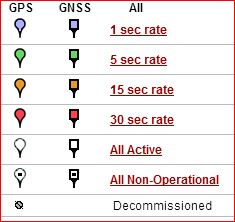 GPS GNSS All
1 sec rate
5 sec rate
15 sec rate
30 sec rate
All Active
All Non-Operational
Decommissioned